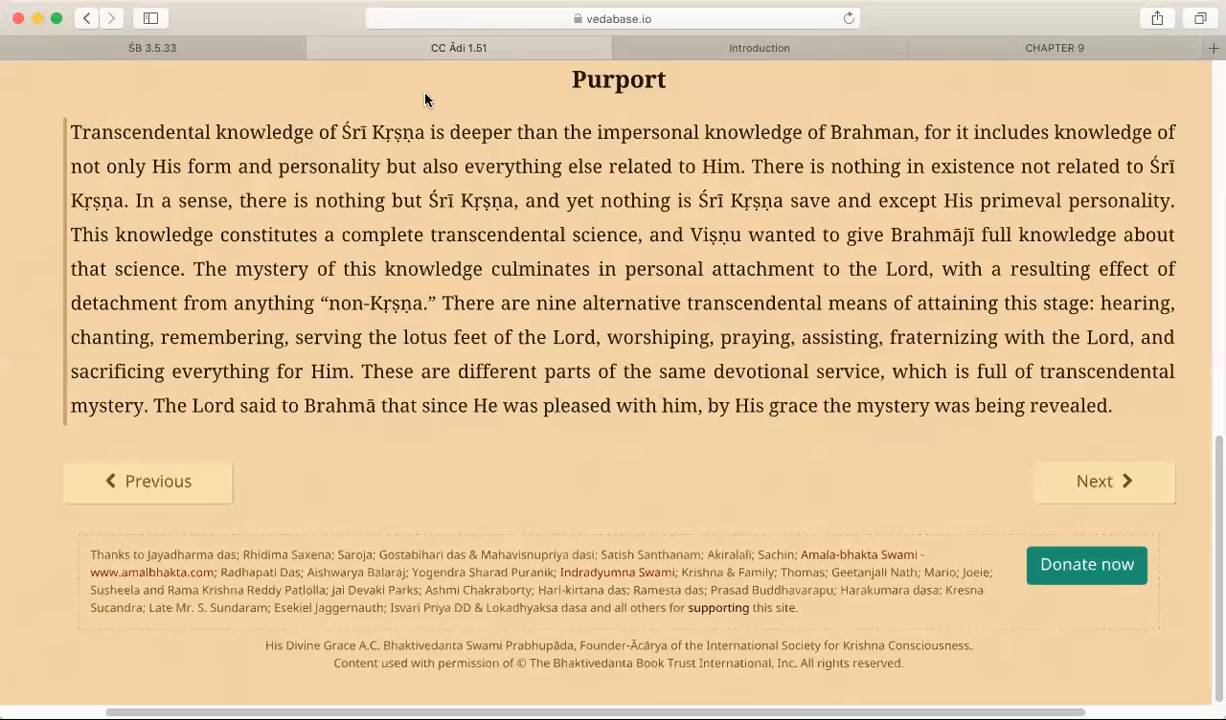 vedabase.io
ŚB 3.5.33
CC Ādi 1.51
Introduction
CHAPTER 9
Purport
Transcendental knowledge of Śrī Kṛṣṇa is deeper than the impersonal knowledge of Brahman, for it includes knowledge of
not only His form and personality but also everything else related to Him. There is nothing in existence not related to Śrī
Kṛṣṇa. In a sense, there is nothing but Śrī Kṛṣṇa, and yet nothing is Śrī Kṛṣṇa save and except His primeval personality.
This knowledge constitutes a complete transcendental science, and Viṣṇu wanted to give Brahmājī full knowledge about
that science. The mystery of this knowledge culminates in personal attachment to the Lord, with a resulting effect of
detachment from anything “non-Kṛṣṇa.” There are nine alternative transcendental means of attaining this stage: hearing,
chanting, remembering, serving the lotus feet of the Lord, worshiping, praying, assisting, fraternizing with the Lord, and
sacrificing everything for Him. These are different parts of the same devotional service, which is full of transcendental
mystery. The Lord said to Brahmā that since He was pleased with him, by His grace the mystery was being revealed.
Previous
Next
Thanks to Jayadharma das; Rhidima Saxena; Saroja; Gostabihari das & Mahavisnupriya dasi; Satish Santhanam; Akiralali; Sachin; Amala-bhakta Swami -
www.amalbhakta.com; Radhapati Das; Aishwarya Balaraj; Yogendra Sharad Puranik; Indradyumna Swami; Krishna & Family; Thomas; Geetanjali Nath; Mario; Joeie;
Susheela and Rama Krishna Reddy Patlolla; Jai Devaki Parks; Ashmi Chakraborty; Hari-kirtana das; Ramesta das; Prasad Buddhavarapu; Harakumara dasa; Kresna
Sucandra; Late Mr. S. Sundaram; Esekiel Jaggernauth; Isvari Priya DD & Lokadhyaksa dasa and all others for supporting this site.
Donate now
His Divine Grace A.C. Bhaktivedanta Swami Prabhupāda, Founder-Ācārya of the International Society for Krishna Consciousness.
Content used with permission of © The Bhaktivedanta Book Trust International, Inc. All rights reserved.